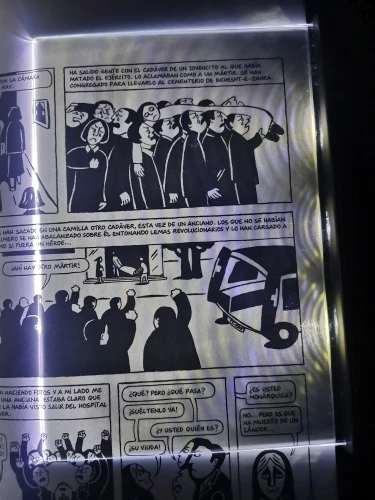 EN LA CÁMARA
HAY.
HA SALIDO GENTE CON EL CADÁVER DE UN JOVENCITO AL QUE HABÍA
MATADO EL EJÉRCITO. LO ACLAMABAN COMO A UN MÁRTIR. SE HAN
CONGREGADO PARA LLEVARLO AL CEMENTERIO DE BEHESHT-E-ZAHRA.
HAN SACADO EN UNA CAMILLA OTRO CADÁVER, ESTA VEZ DE UN ANCIANO. LOS QUE NO SE HABÍAN
SE HAN ABALANZADO SOBRE ÉL ENTONANDO LEMAS REVOLUCIONARIOS Y LO HAN CARGADO A
SI FUERA UN HÉROE...
¡AHÍ HAY OTRO MÁRTIR!
HACIENDO FOTOS Y A MI LADO ME
UNA ANCIANA. ESTABA CLARO QUE
LA HABÍA VISTO SALIR DEL HOSPITAL
¿QUÉ? PERO ¿QUÉ PASA?
¡SUÉLTENLO YA!
¿Y USTED QUIÉN ES?
¡SU VIUDA!
¿ES USTED
MONÁRQUICA?
NO... PERO ES QUE
HA MUERTO DE UN
CÁNCER...